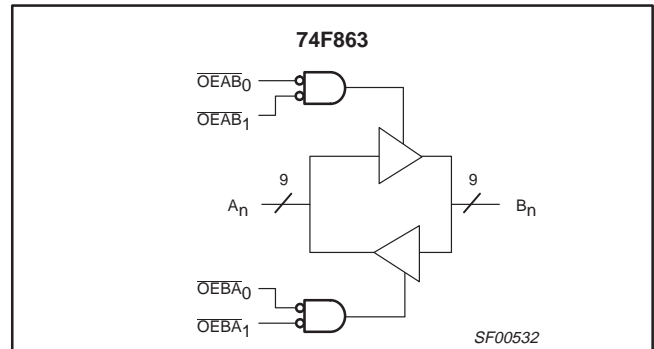 74F863
OEAB0
OEAB1
9
9
An
Bn
OEBA0
OEBA1
SF00532